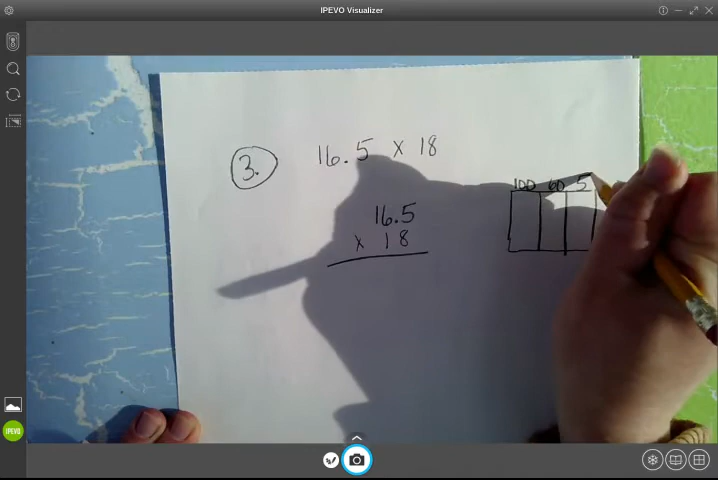 IPEVO Visualizer
3. 16.5 x 18
100 60 5
16.5
x 18
IPEVO